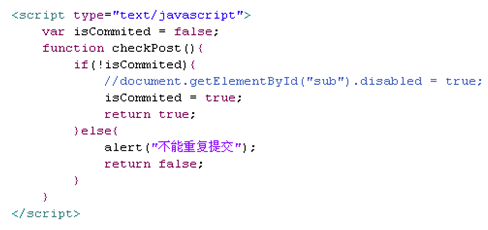 <script type="text/javascript">
    var isCommited = false;
    function checkPost(){
        if(!isCommited){
            //document.getElementById("sub").disabled = true;
            isCommited = true;
            return true;
        }else{
            alert("不能重复提交");
            return false;
        }
    }
</script>